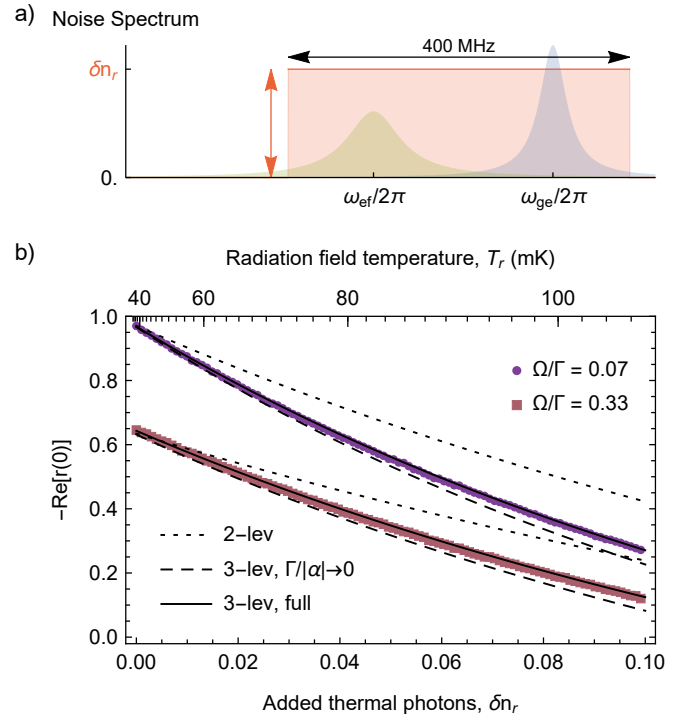 a)
Noise Spectrum
400 MHz
δnᵣ
0.
ω_ef/2π
ω_ge/2π
b)
Radiation field temperature, Tᵣ (mK)
40 60 80 100
1.0
0.8
0.6
0.4
0.2
0.0
−Re[r(0)]
Ω/Γ = 0.07
Ω/Γ = 0.33
2−lev
3−lev, Γ/|α|→0
3−lev, full
0.00 0.02 0.04 0.06 0.08 0.10
Added thermal photons, δnᵣ